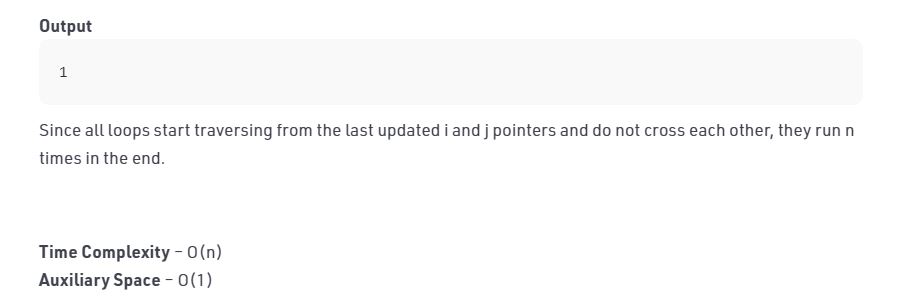 Output
1
Since all loops start traversing from the last updated i and j pointers and do not cross each other, they run n
times in the end.
Time Complexity – O(n)
Auxiliary Space – O(1)